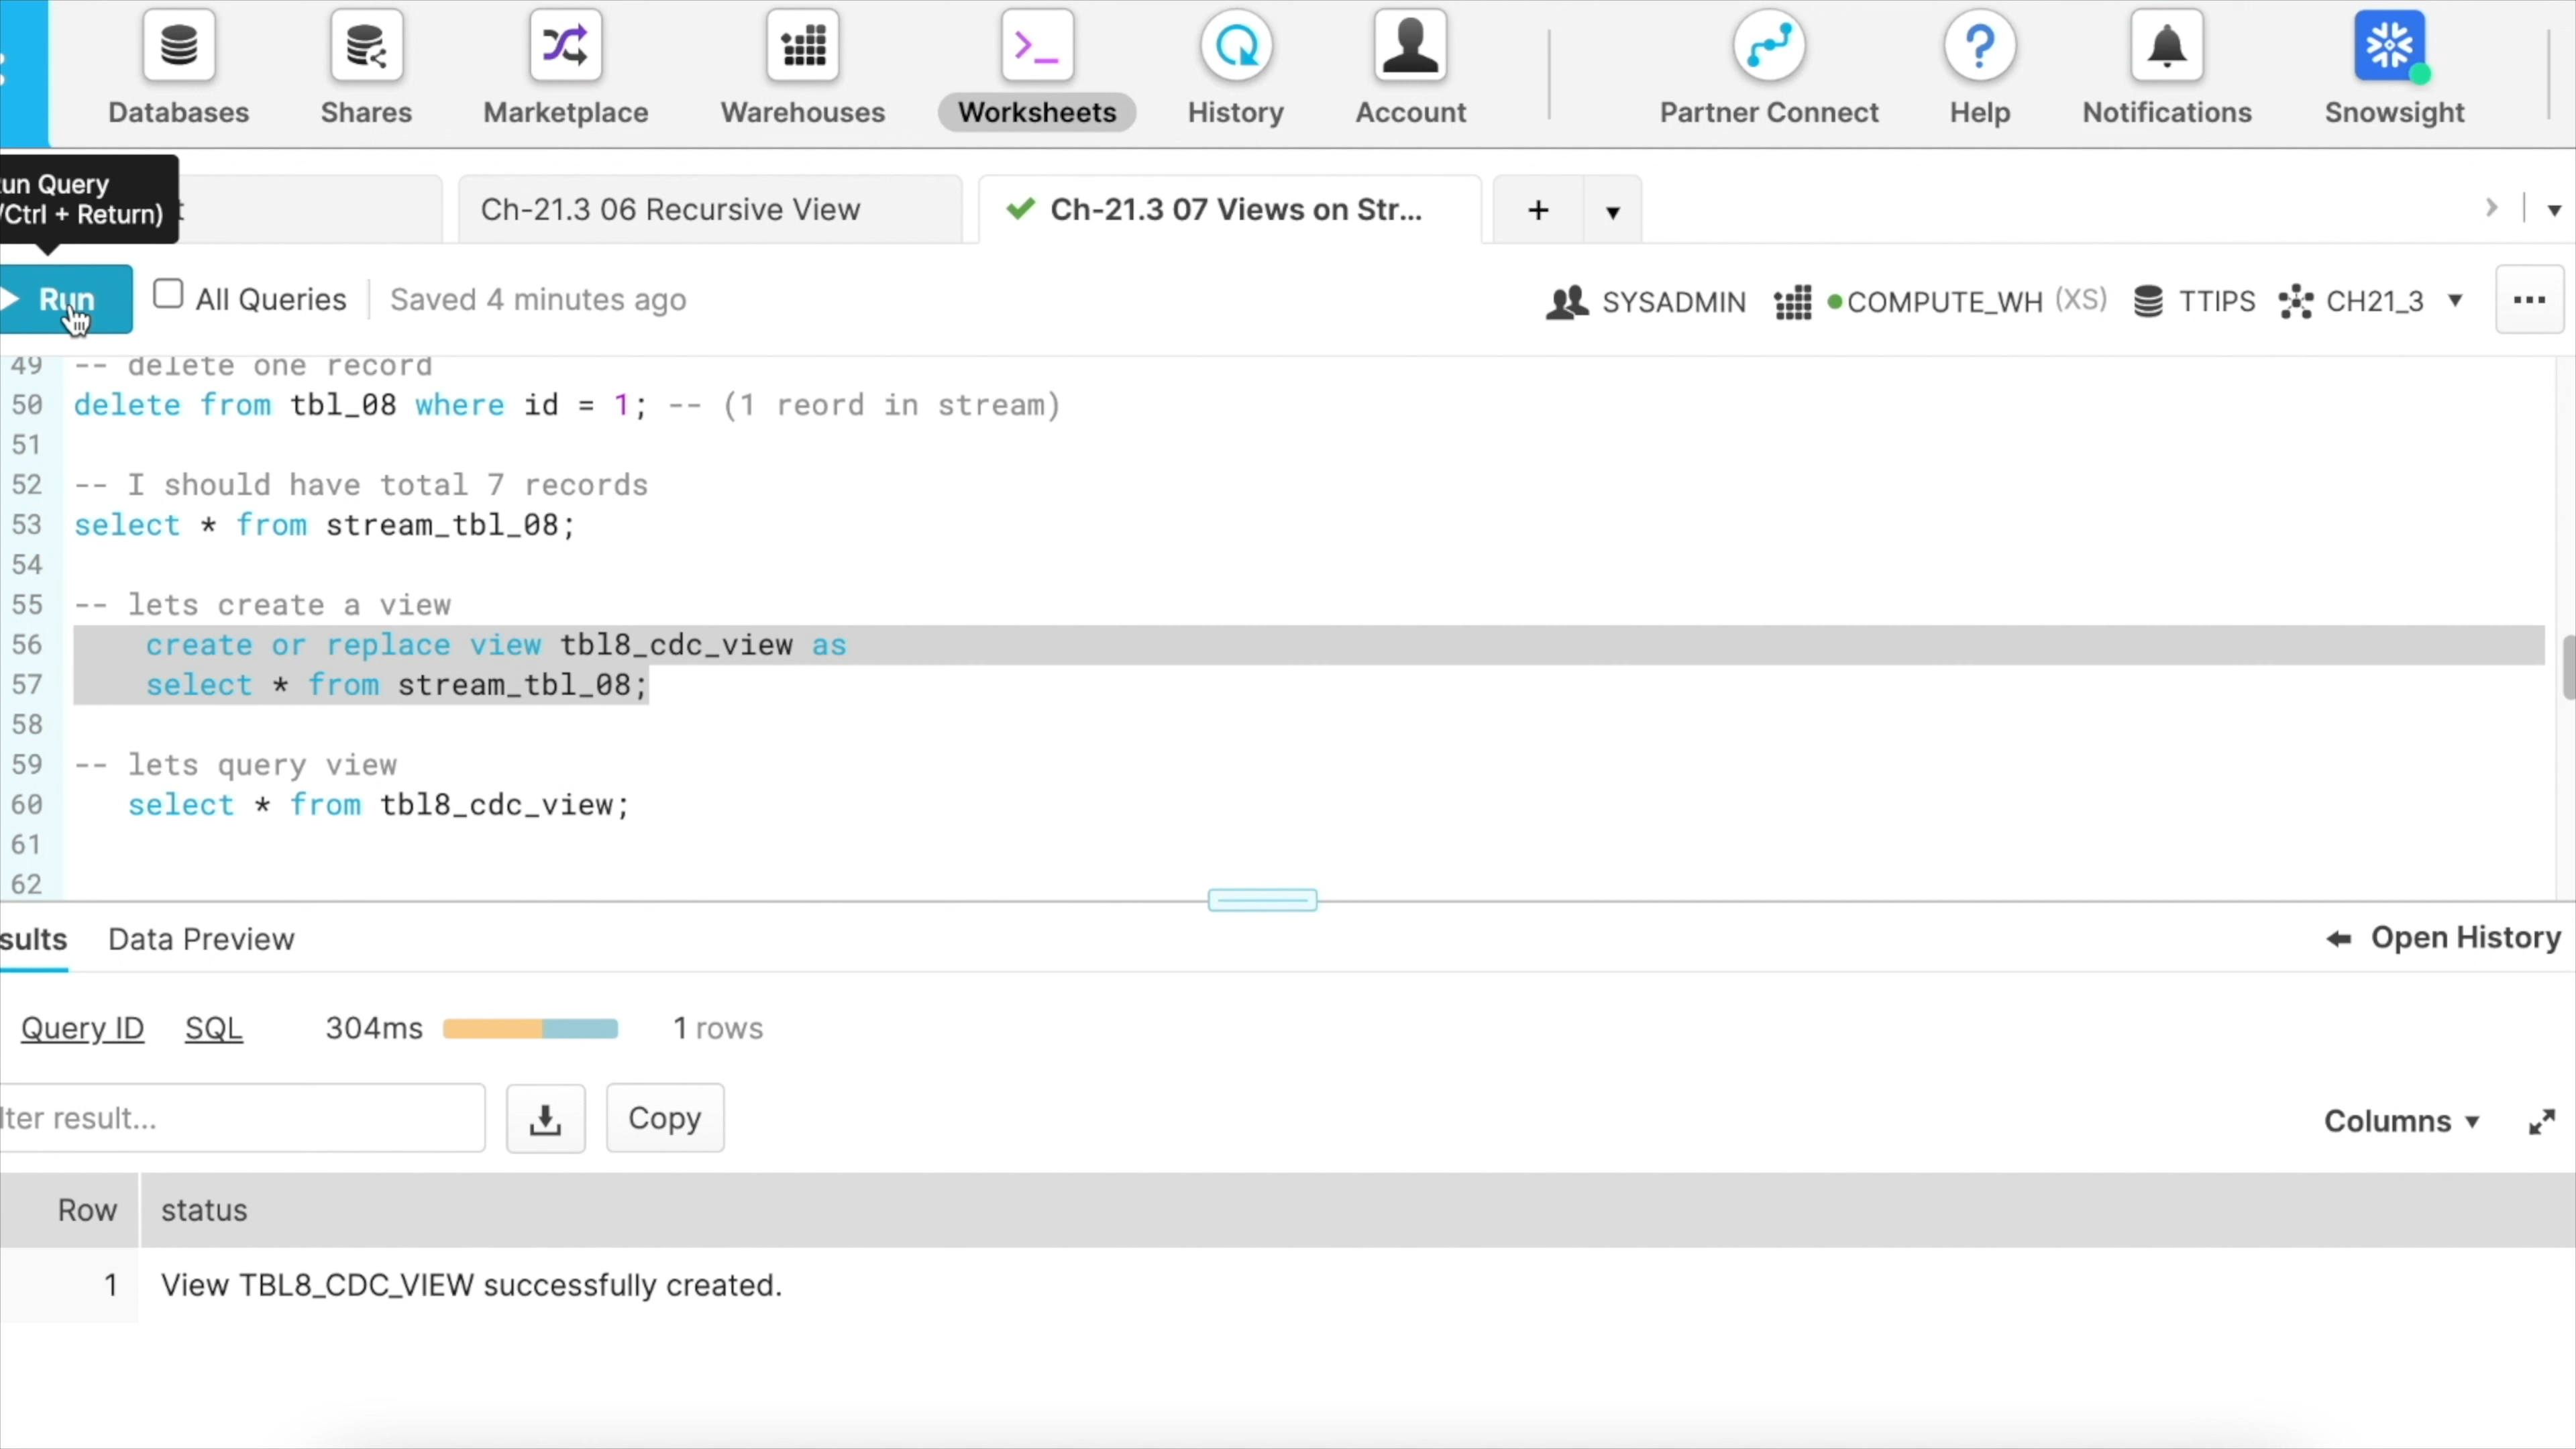 Databases Shares Marketplace Warehouses Worksheets History Account Partner Connect Help Notifications Snowsight
un Query
/Ctrl + Return)
t
Ch-21.3 06 Recursive View
Ch-21.3 07 Views on Str...
+
Run
All Queries
Saved 4 minutes ago
SYSADMIN
COMPUTE_WH (XS)
TTIPS
CH21_3
49 -- delete one record
50 delete from tbl_08 where id = 1; -- (1 reord in stream)
51
52 -- I should have total 7 records
53 select * from stream_tbl_08;
54
55 -- lets create a view
56 create or replace view tbl8_cdc_view as
57 select * from stream_tbl_08;
58
59 -- lets query view
60 select * from tbl8_cdc_view;
61
62
sults
Data Preview
Open History
Query ID
SQL
304ms
1 rows
lter result...
Copy
Columns
Row status
1 View TBL8_CDC_VIEW successfully created.